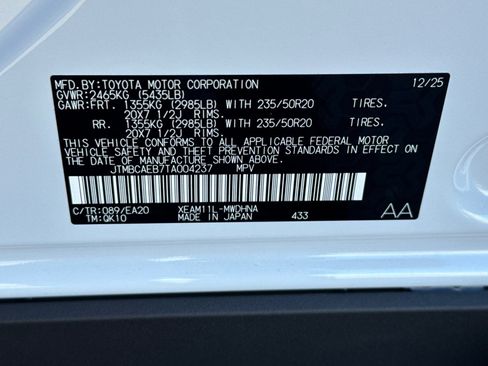 MFD.BY:TOYOTA MOTOR CORPORATION 12/25
GVWR:2465KG (5435LB)
GAWR:FRT. 1355KG (2985LB) WITH 235/50R20 TIRES.
20X7 1/2J RIMS.
RR. 1355KG (2985LB) WITH 235/50R20 TIRES.
20X7 1/2J RIMS.
THIS VEHICLE CONFORMS TO ALL APPLICABLE FEDERAL MOTOR
VEHICLE SAFETY AND THEFT PREVENTION STANDARDS IN EFFECT
ON THE DATE OF MANUFACTURE SHOWN ABOVE.
JTMBCAEB7TA004237 MPV
C/TR:089/EA20 XEAM11L-MWDHNA
TM:QK10 MADE IN JAPAN 433 AA